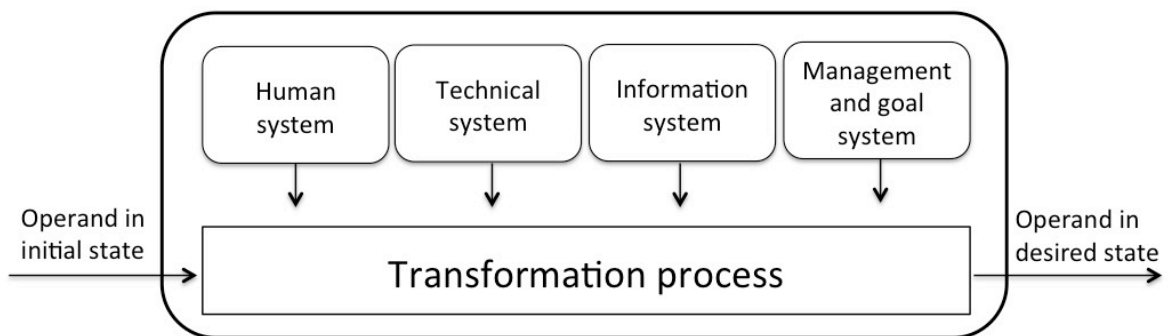 Human
system
Technical
system
Information
system
Management
and goal
system
Operand in
initial state
Transformation process
Operand in
desired state